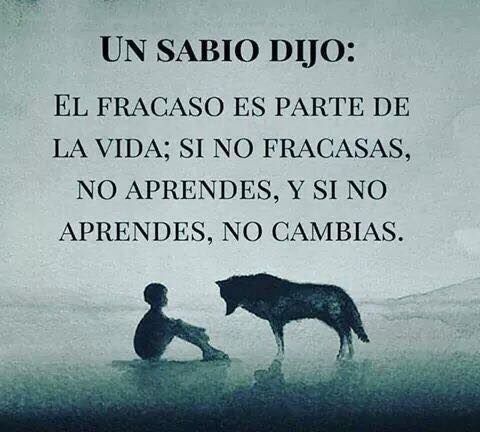 UN SABIO DIJO:
EL FRACASO ES PARTE DE
LA VIDA; SI NO FRACASAS,
NO APRENDES, Y SI NO
APRENDES, NO CAMBIAS.